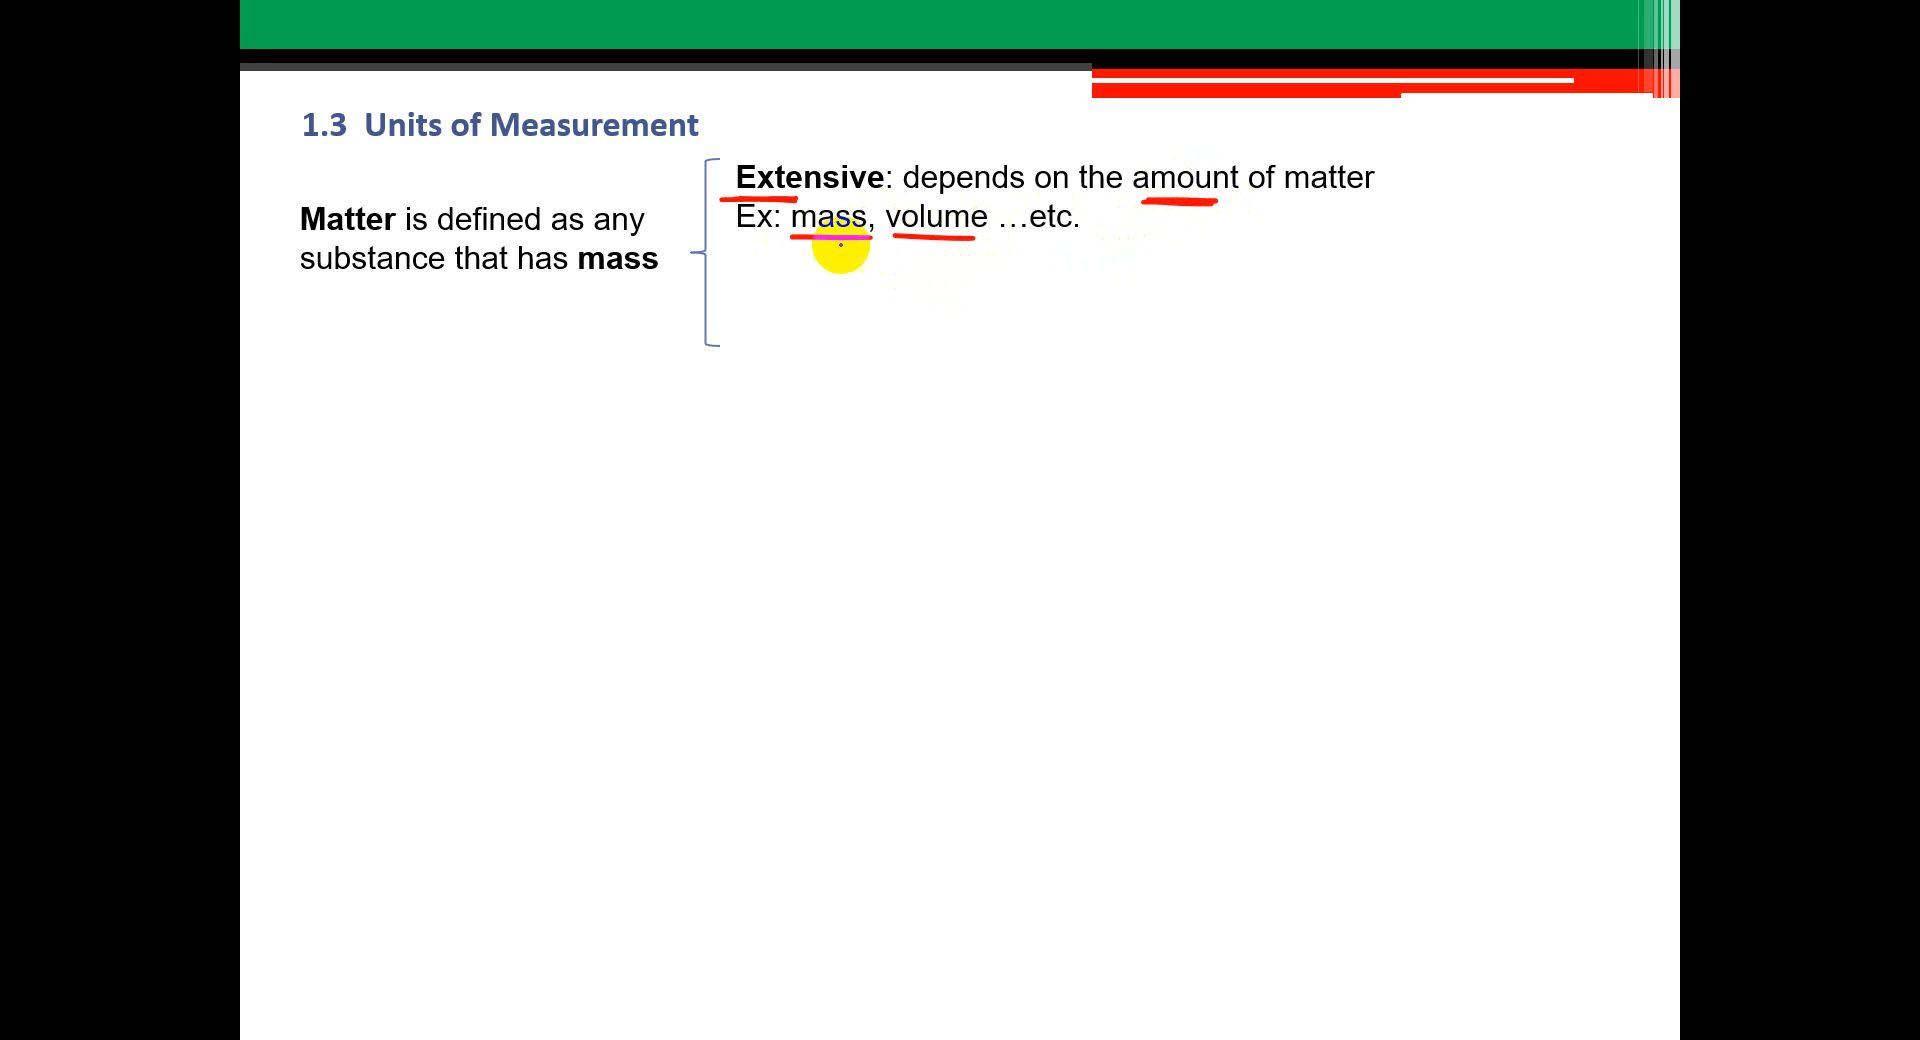 1.3  Units of Measurement
Matter is defined as any
substance that has mass
Extensive: depends on the amount of matter
Ex: mass, volume …etc.